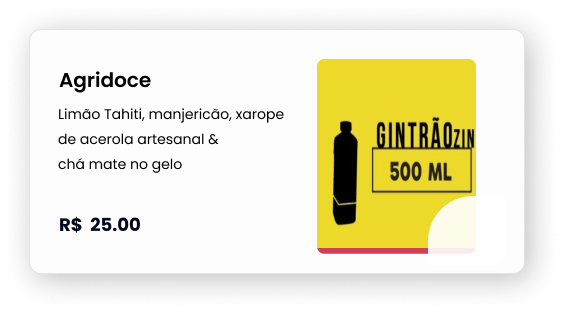 Agridoce
Limão Tahiti, manjericão, xarope
de acerola artesanal &
chá mate no gelo
R$ 25.00
GINTRÃOZIN
500 ML